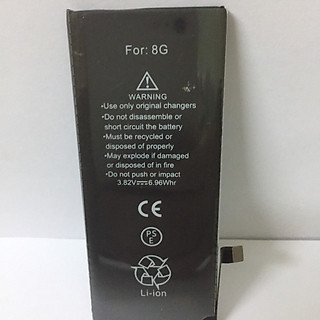 For: 8G
WARNING
•Use only original changers
•Do not disassemble or
short circuit the battery
•Must be recycled or
disposed of properly
•May explode if damaged
or disposed of in fire
•Do not push or impact
3.82V⎓6.96Whr
CE
PS
E
Li-ion